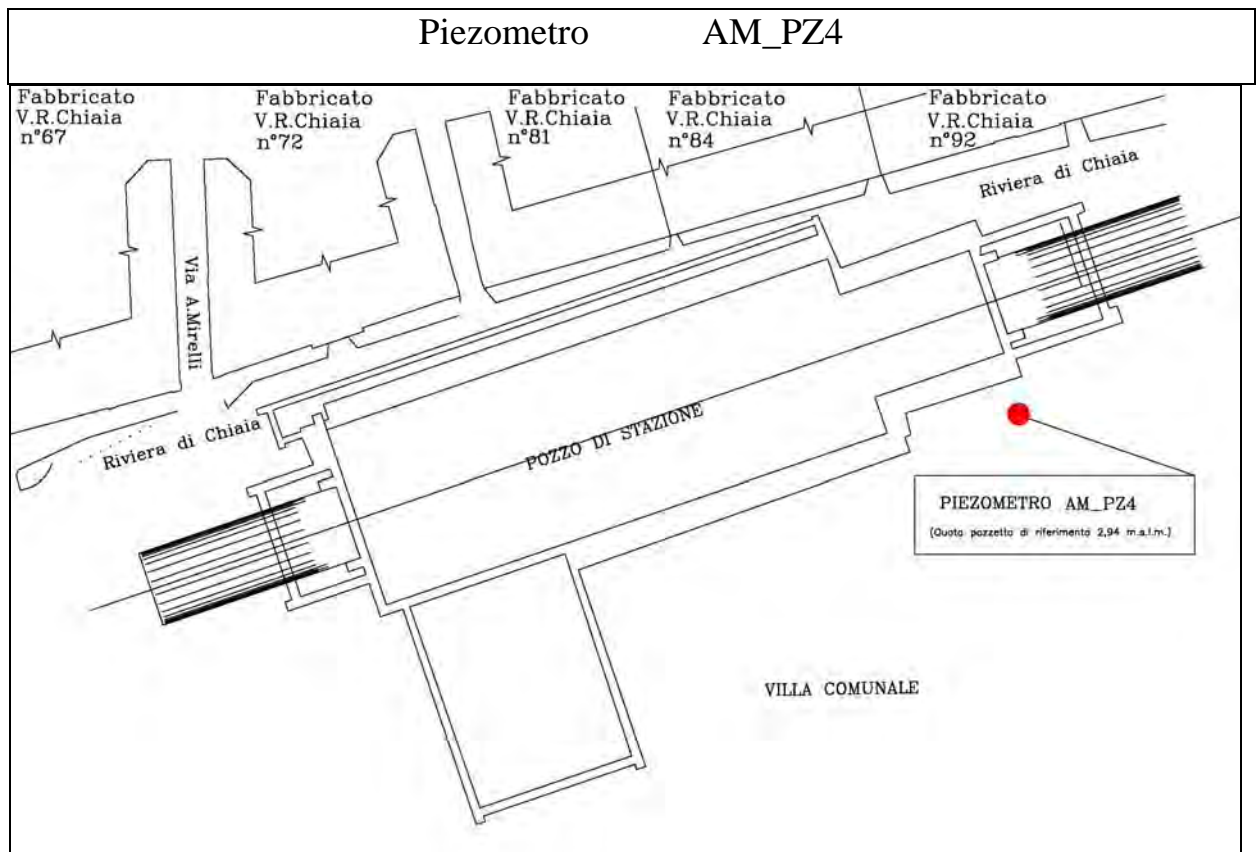 Piezometro AM_PZ4
Fabbricato
V.R.Chiaia
n°67
Fabbricato
V.R.Chiaia
n°72
Fabbricato
V.R.Chiaia
n°81
Fabbricato
V.R.Chiaia
n°84
Fabbricato
V.R.Chiaia
n°92
Riviera di Chiaia
Via A.Mirelli
Riviera di Chiaia
POZZO DI STAZIONE
PIEZOMETRO AM_PZ4
(Quota pozzetto di riferimento 2,94 m.s.l.m.)
VILLA COMUNALE